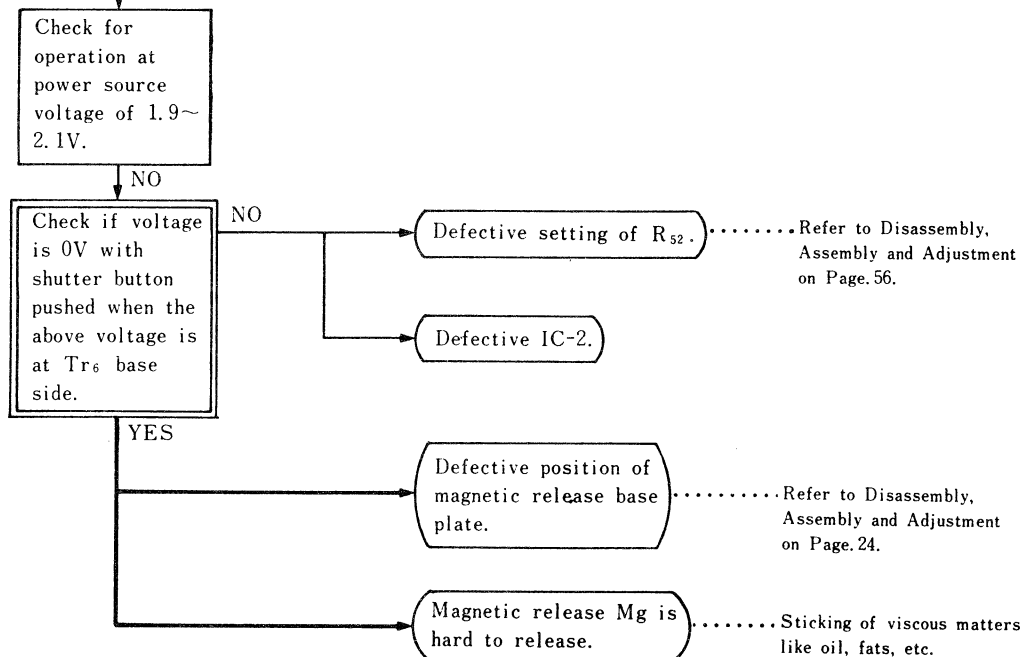 Check for
operation at
power source
voltage of 1.9~
2.1V.
NO
Check if voltage
is 0V with
shutter button
pushed when the
above voltage is
at Tr₆ base
side.
NO
Defective setting of R₅₂.
Refer to Disassembly,
Assembly and Adjustment
on Page.56.
Defective IC-2.
YES
Defective position of
magnetic release base
plate.
Refer to Disassembly,
Assembly and Adjustment
on Page.24.
Magnetic release Mg is
hard to release.
Sticking of viscous matters
like oil, fats, etc.